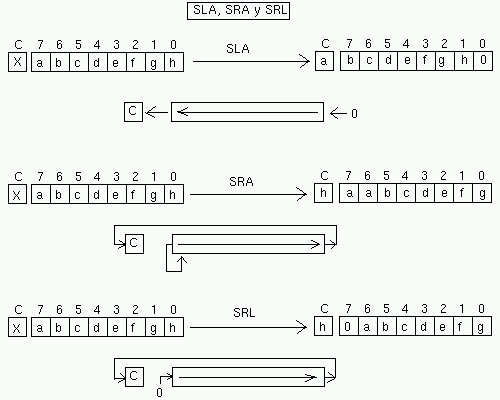 SLA, SRA y SRL
C 7 6 5 4 3 2 1 0 SLA C 7 6 5 4 3 2 1 0
X a b c d e f g h a b c d e f g h 0
C 0
C 7 6 5 4 3 2 1 0 SRA C 7 6 5 4 3 2 1 0
X a b c d e f g h h a a b c d e f g
C
C 7 6 5 4 3 2 1 0 SRL C 7 6 5 4 3 2 1 0
X a b c d e f g h h 0 a b c d e f g
C
0